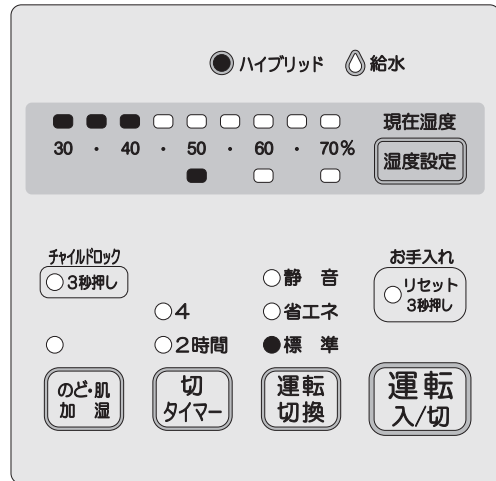 ハイブリッド 給水
現在湿度
30 · 40 · 50 · 60 · 70%
湿度設定
チャイルドロック
3秒押し
お手入れ
リセット
3秒押し
静 音
4 省エネ
2時間 標 準
のど・肌
加 湿
切
タイマー
運転
切換
運転
入/切